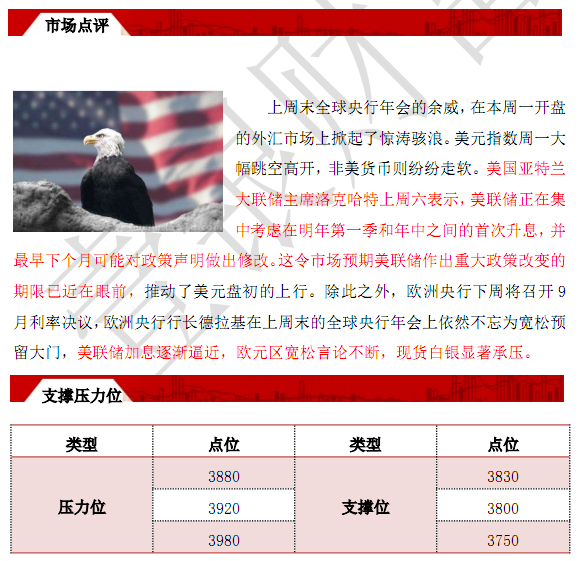 市场点评
上周末全球央行年会的余威，在本周一开盘
的外汇市场上掀起了惊涛骇浪。美元指数周一大
幅跳空高开，非美货币则纷纷走软。美国亚特兰
大联储主席洛克哈特上周六表示，美联储正在集
中考虑在明年第一季和年中之间的首次升息，并
最早下个月可能对政策声明做出修改。这令市场预期美联储作出重大政策改变的
期限已近在眼前，推动了美元盘初的上行。除此之外，欧洲央行下周将召开 9
月利率决议，欧洲央行行长德拉基在上周末的全球央行年会上依然不忘为宽松预
留大门，美联储加息逐渐逼近，欧元区宽松言论不断，现货白银显著承压。
支撑压力位
类型 点位 类型 点位
3880 3830
压力位 3920 支撑位 3800
3980 3750